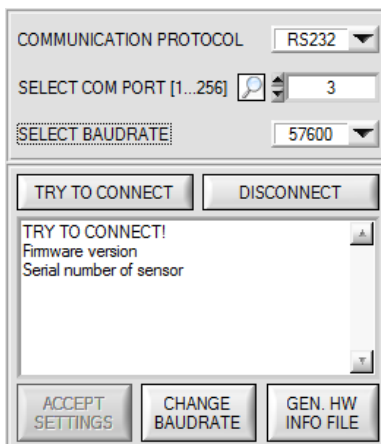 COMMUNICATION PROTOCOL RS232
SELECT COM PORT [1...256] 3
SELECT BAUDRATE 57600
TRY TO CONNECT DISCONNECT
TRY TO CONNECT!
Firmware version
Serial number of sensor
ACCEPT SETTINGS
CHANGE BAUDRATE
GEN. HW INFO FILE